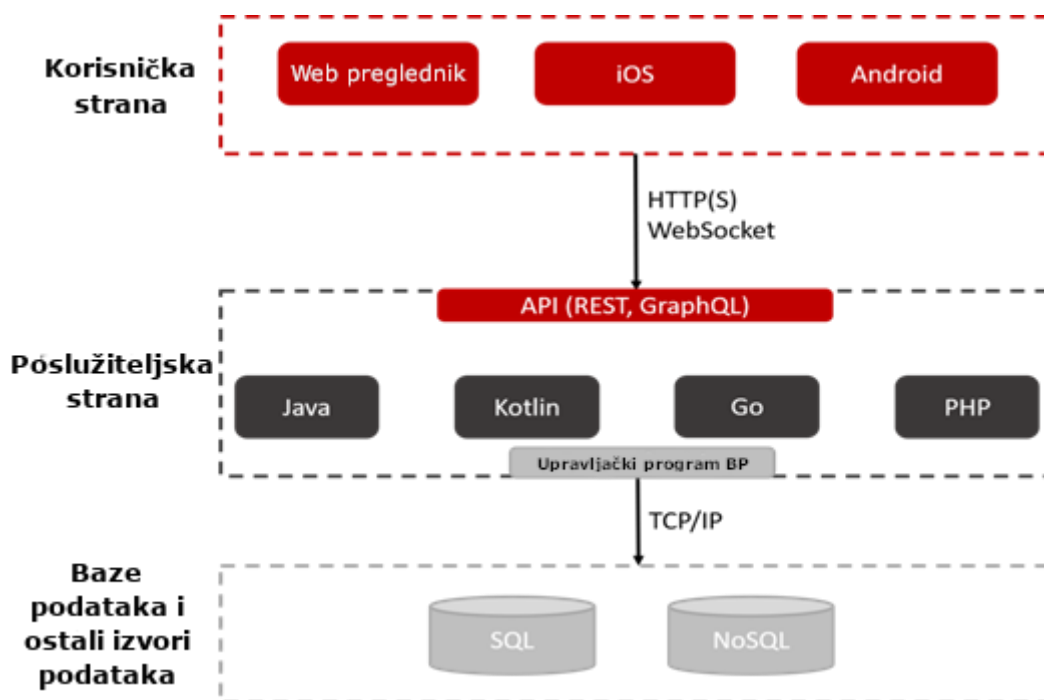 Korisnička
strana
Web preglednik
iOS
Android
HTTP(S)
WebSocket
API (REST, GraphQL)
Poslužiteljska
strana
Java
Kotlin
Go
PHP
Upravljački program BP
TCP/IP
Baze
podataka i
ostali izvori
podataka
SQL
NoSQL